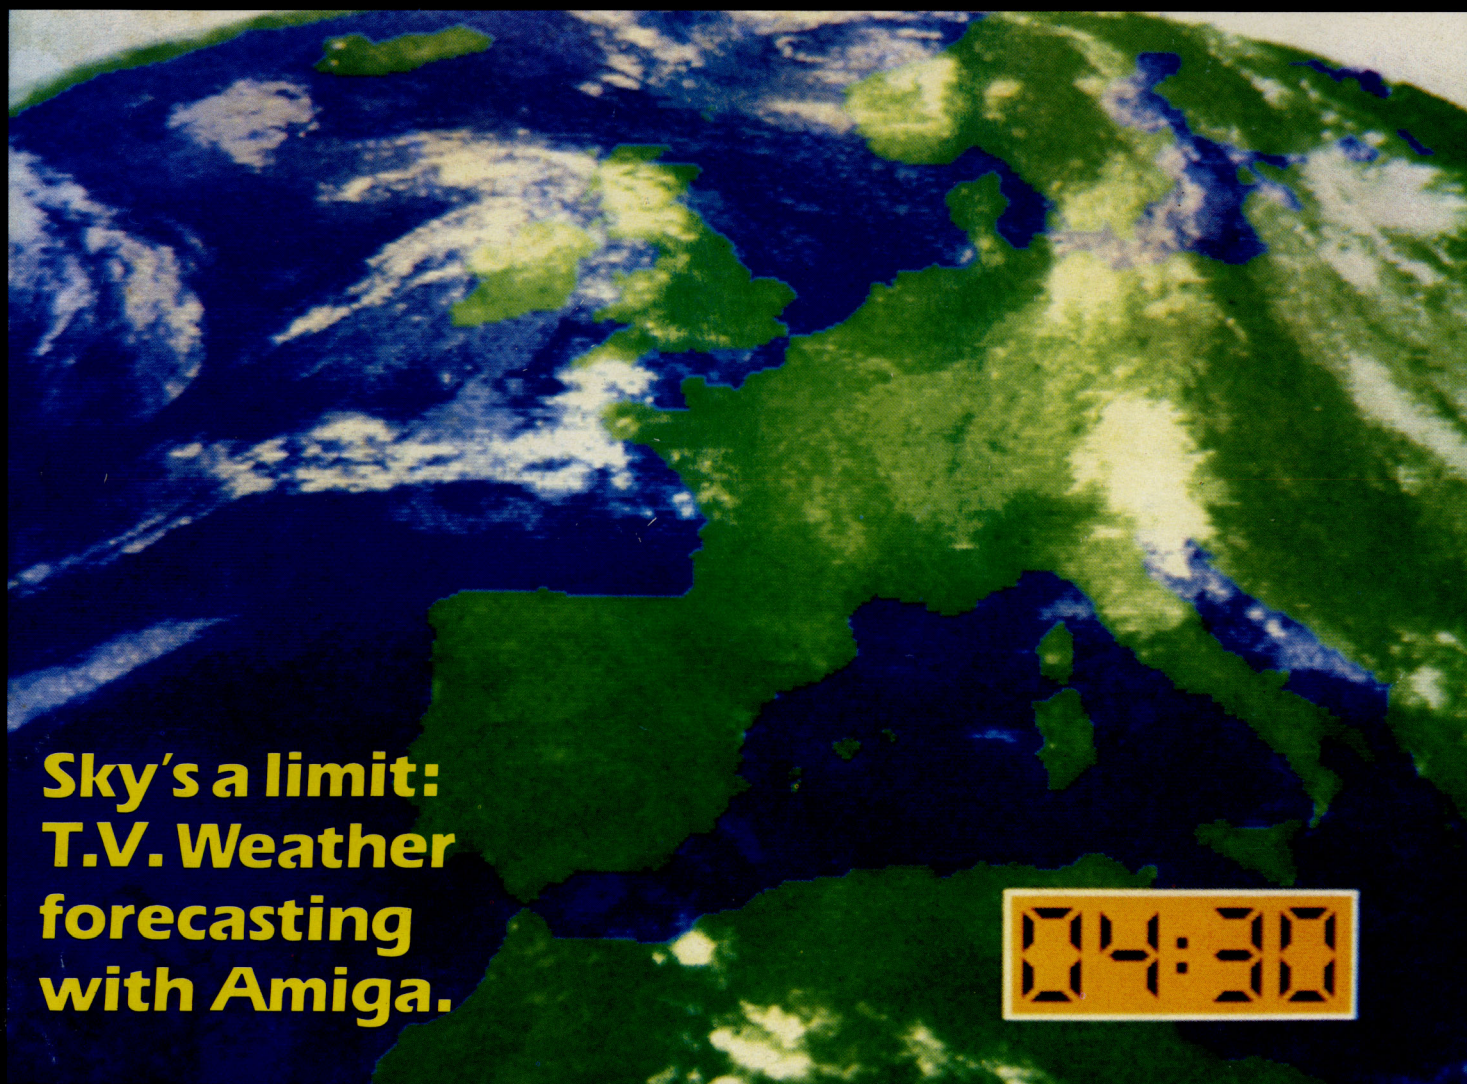 Sky's a limit:
T.V. Weather
forecasting
with Amiga.
04:30